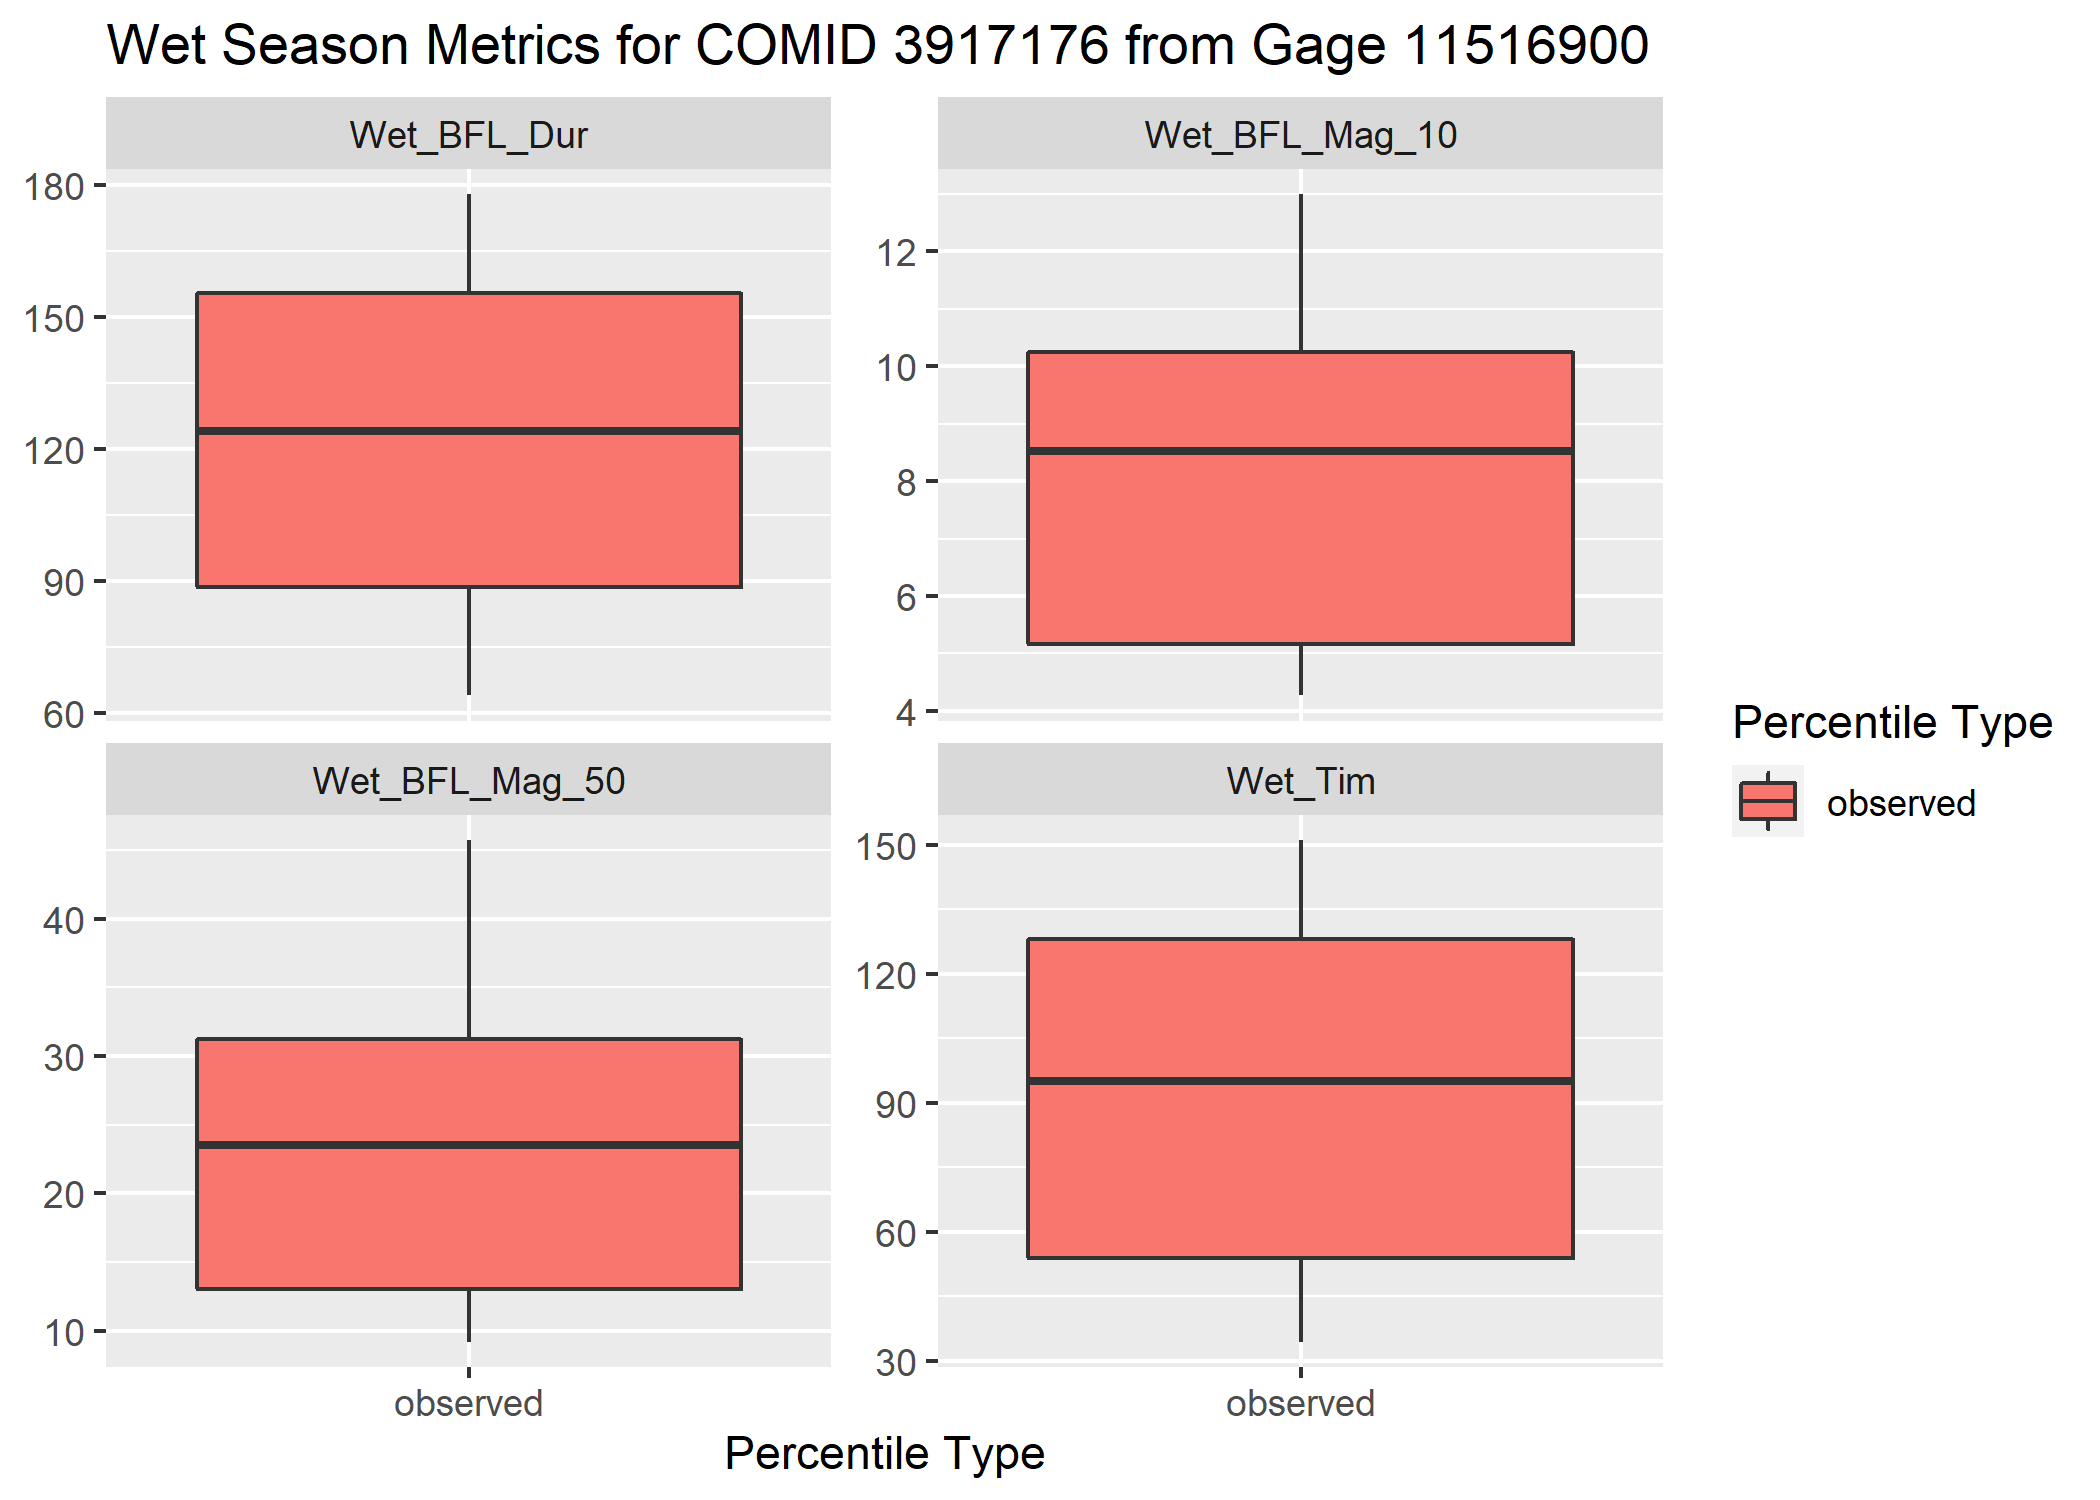 Wet Season Metrics for COMID 3917176 from Gage 11516900
Wet_BFL_Dur
180
150
120
90
60
Wet_BFL_Mag_10
12
10
8
6
4
Wet_BFL_Mag_50
40
30
20
10
observed
Wet_Tim
150
120
90
60
30
observed
Percentile Type
Percentile Type
observed